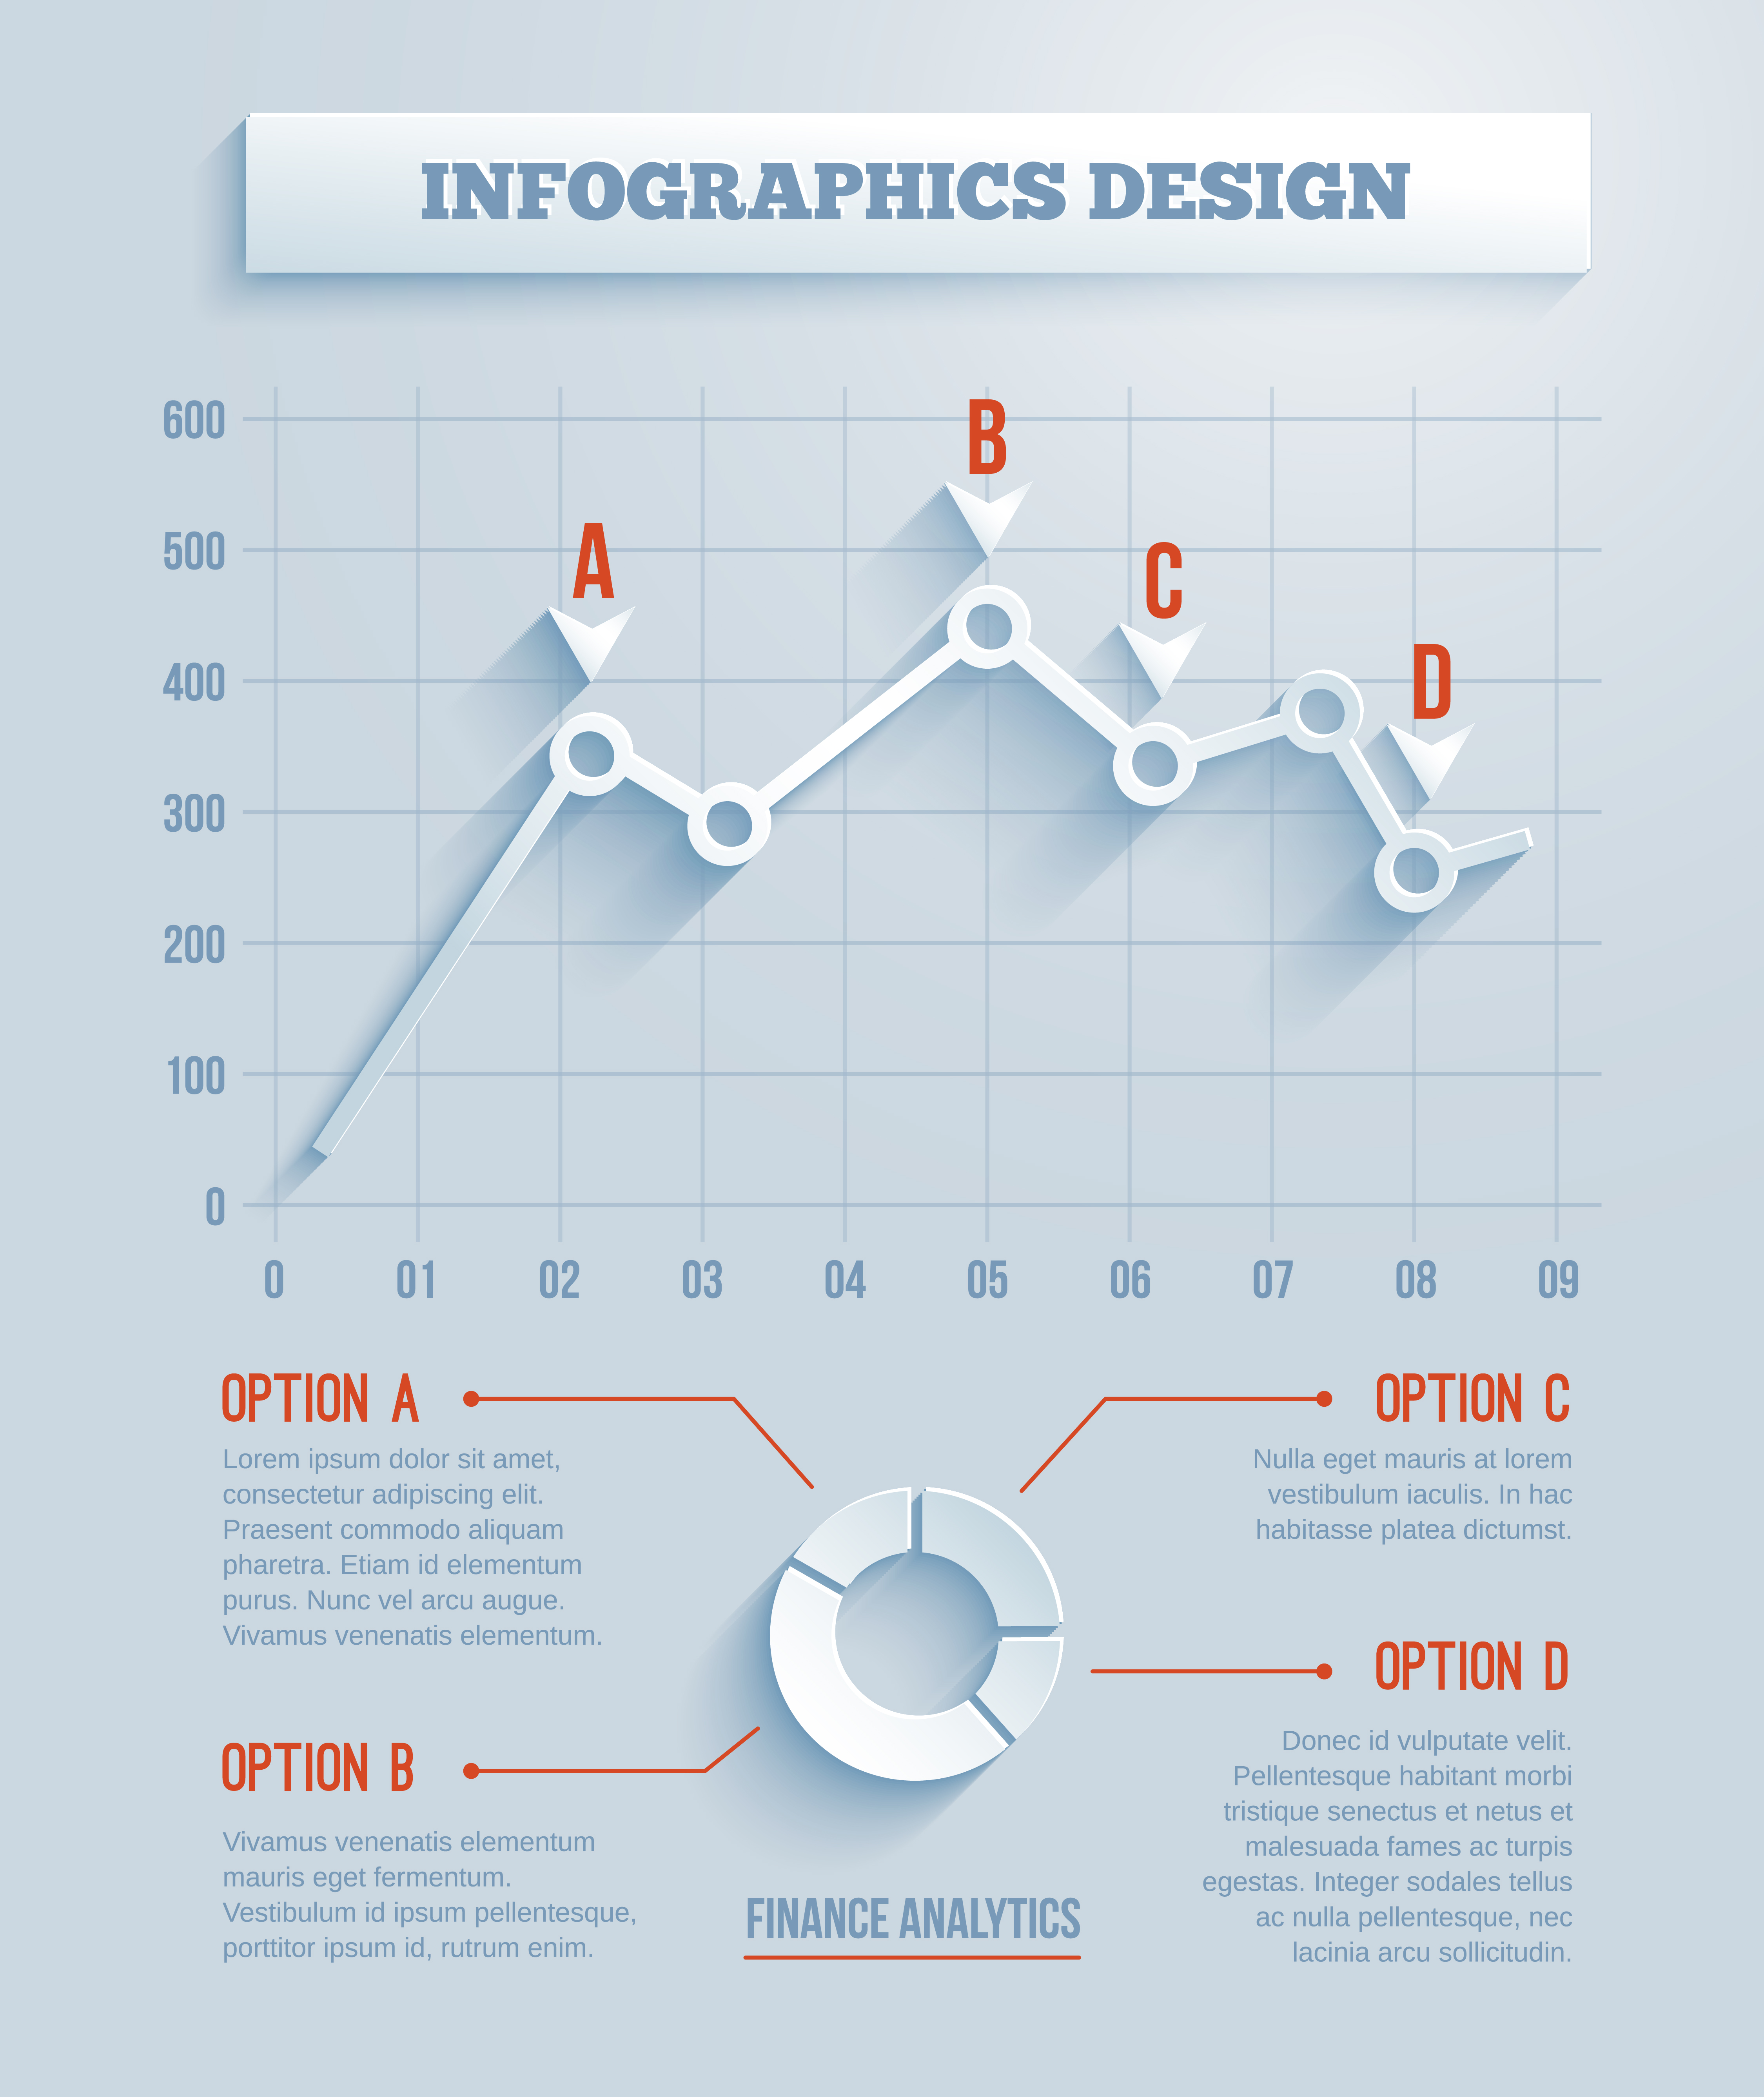 INFOGRAPHICS DESIGN
600
500
400
300
200
100
0
A
B
C
D
0 01 02 03 04 05 06 07 08 09
OPTION A
Lorem ipsum dolor sit amet,
consectetur adipiscing elit.
Praesent commodo aliquam
pharetra. Etiam id elementum
purus. Nunc vel arcu augue.
Vivamus venenatis elementum.
OPTION B
Vivamus venenatis elementum
mauris eget fermentum.
Vestibulum id ipsum pellentesque,
porttitor ipsum id, rutrum enim.
OPTION C
Nulla eget mauris at lorem
vestibulum iaculis. In hac
habitasse platea dictumst.
OPTION D
Donec id vulputate velit.
Pellentesque habitant morbi
tristique senectus et netus et
malesuada fames ac turpis
egestas. Integer sodales tellus
ac nulla pellentesque, nec
lacinia arcu sollicitudin.
FINANCE ANALYTICS